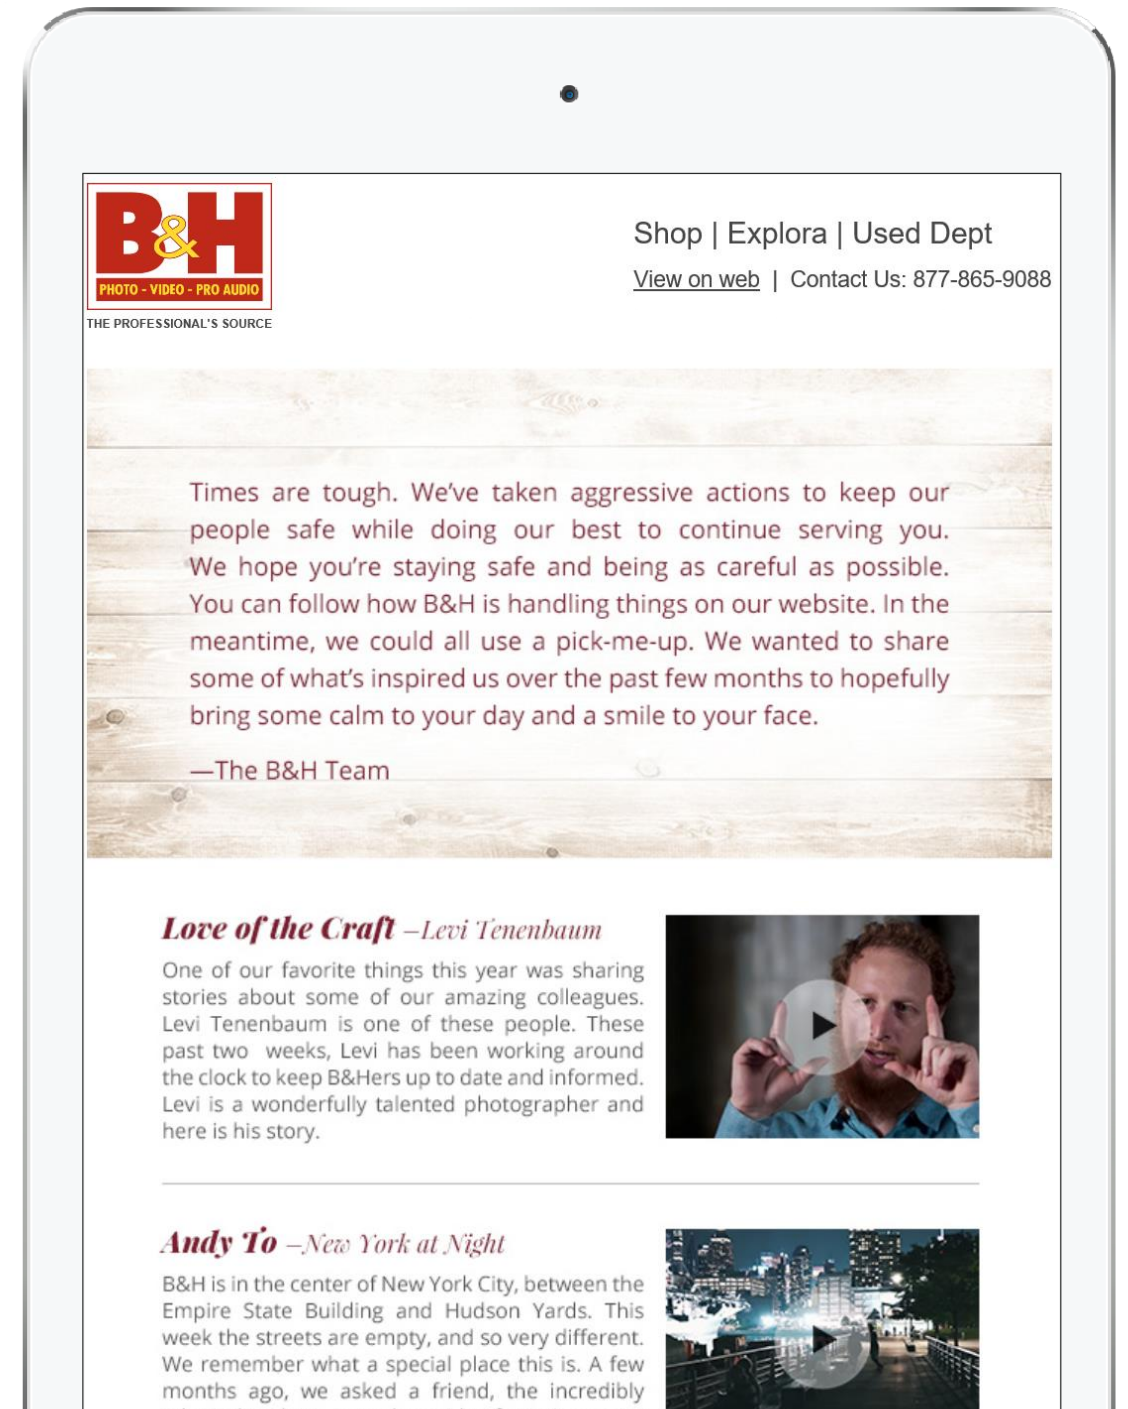 B&H
PHOTO - VIDEO - PRO AUDIO
THE PROFESSIONAL'S SOURCE
Shop | Explora | Used Dept
View on web | Contact Us: 877-865-9088
Times are tough. We've taken aggressive actions to keep our
people safe while doing our best to continue serving you.
We hope you're staying safe and being as careful as possible.
You can follow how B&H is handling things on our website. In the
meantime, we could all use a pick-me-up. We wanted to share
some of what's inspired us over the past few months to hopefully
bring some calm to your day and a smile to your face.
—The B&H Team
Love of the Craft –Levi Tenenbaum
One of our favorite things this year was sharing
stories about some of our amazing colleagues.
Levi Tenenbaum is one of these people. These
past two weeks, Levi has been working around
the clock to keep B&Hers up to date and informed.
Levi is a wonderfully talented photographer and
here is his story.
Andy To –New York at Night
B&H is in the center of New York City, between the
Empire State Building and Hudson Yards. This
week the streets are empty, and so very different.
We remember what a special place this is. A few
months ago, we asked a friend, the incredibly